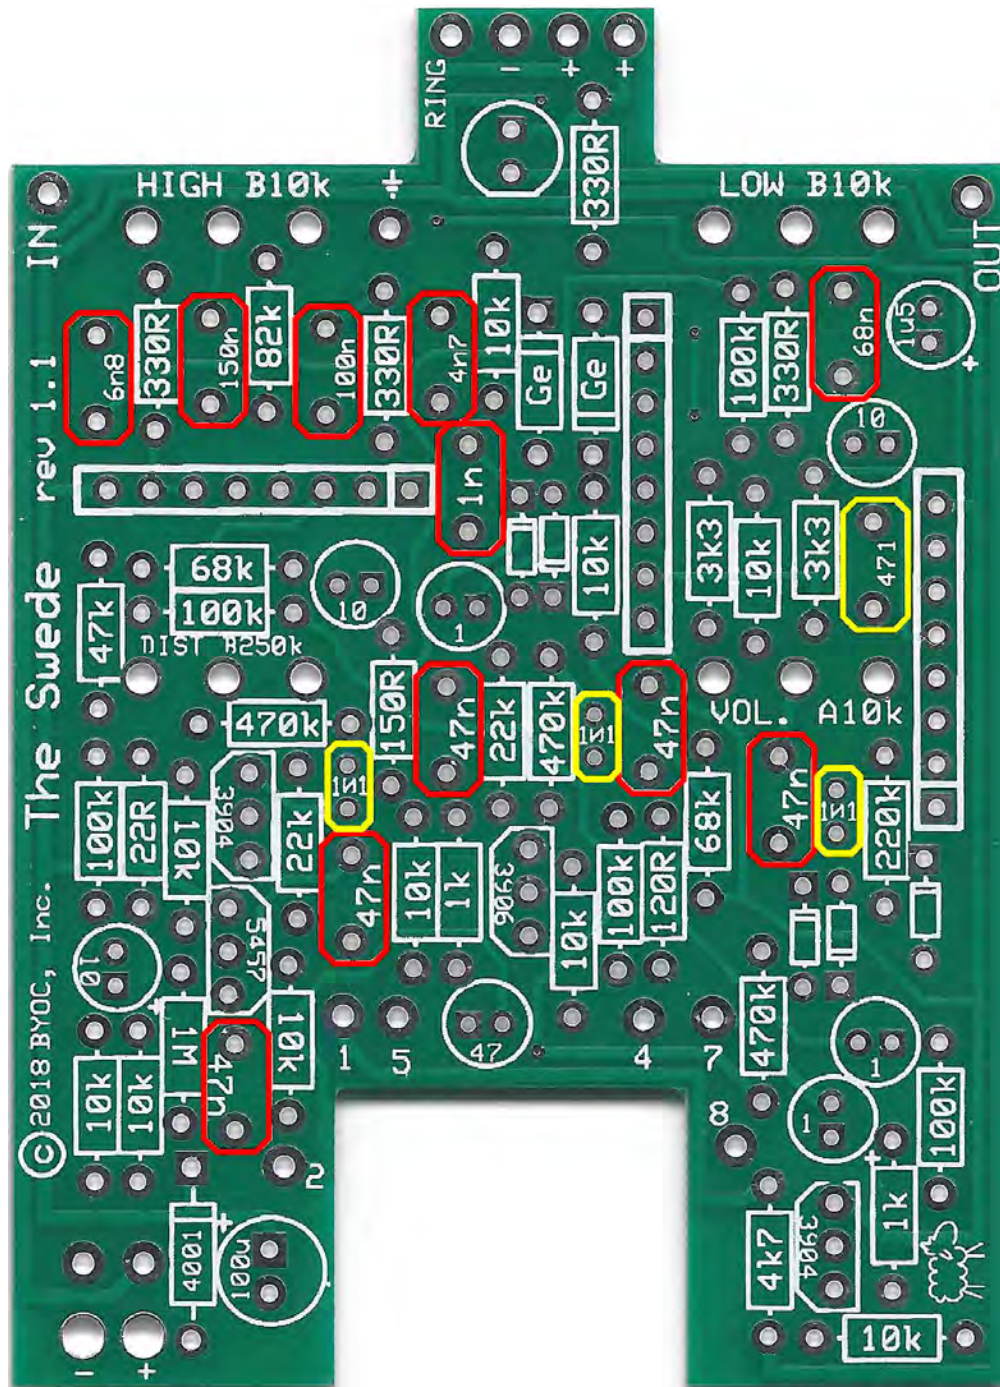 RING
-
+
+
330R
HIGH B10k
LOW B10k
IN
OUT
6n8
330R
150n
82k
100n
330R
4n7
10k
Ge
Ge
100k
330R
68n
1u5
+
10
1n
10k
3k3
10k
3k3
471
68k
100k
47k
10
1
DIST B250k
VOL. A10k
470k
150R
47n
22k
470k
1N1
47n
1N1
3904
22k
100k
22R
10k
47n
1N1
220k
68k
47n
10k
1k
3906
10k
100k
120R
5457
10
+
1M
47n
10k
10k
10k
1
5
47
4
7
470k
1
1
+
100k
8
2
4001
+
100u
4k7
3904
1k
10k
-
+
©2018 BYOC, Inc. The Swede rev 1.1